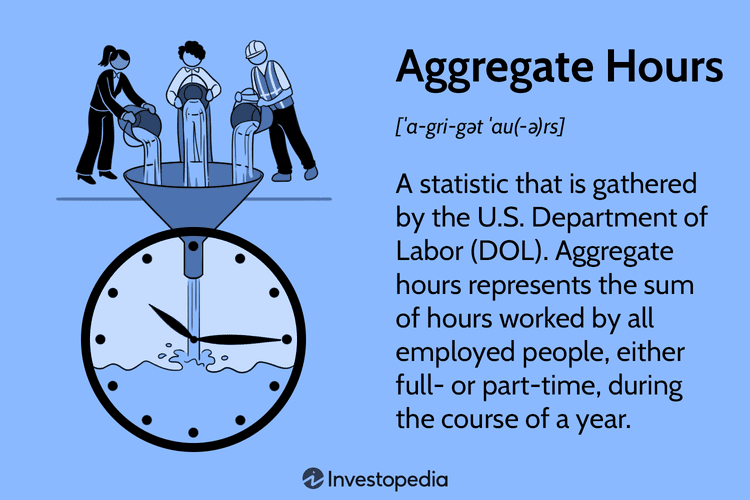 Aggregate Hours
[ˈa-gri-gət ˈau(-ə)rs]
A statistic that is gathered
by the U.S. Department of
Labor (DOL). Aggregate
hours represents the sum
of hours worked by all
employed people, either
full- or part-time, during
the course of a year.
Investopedia